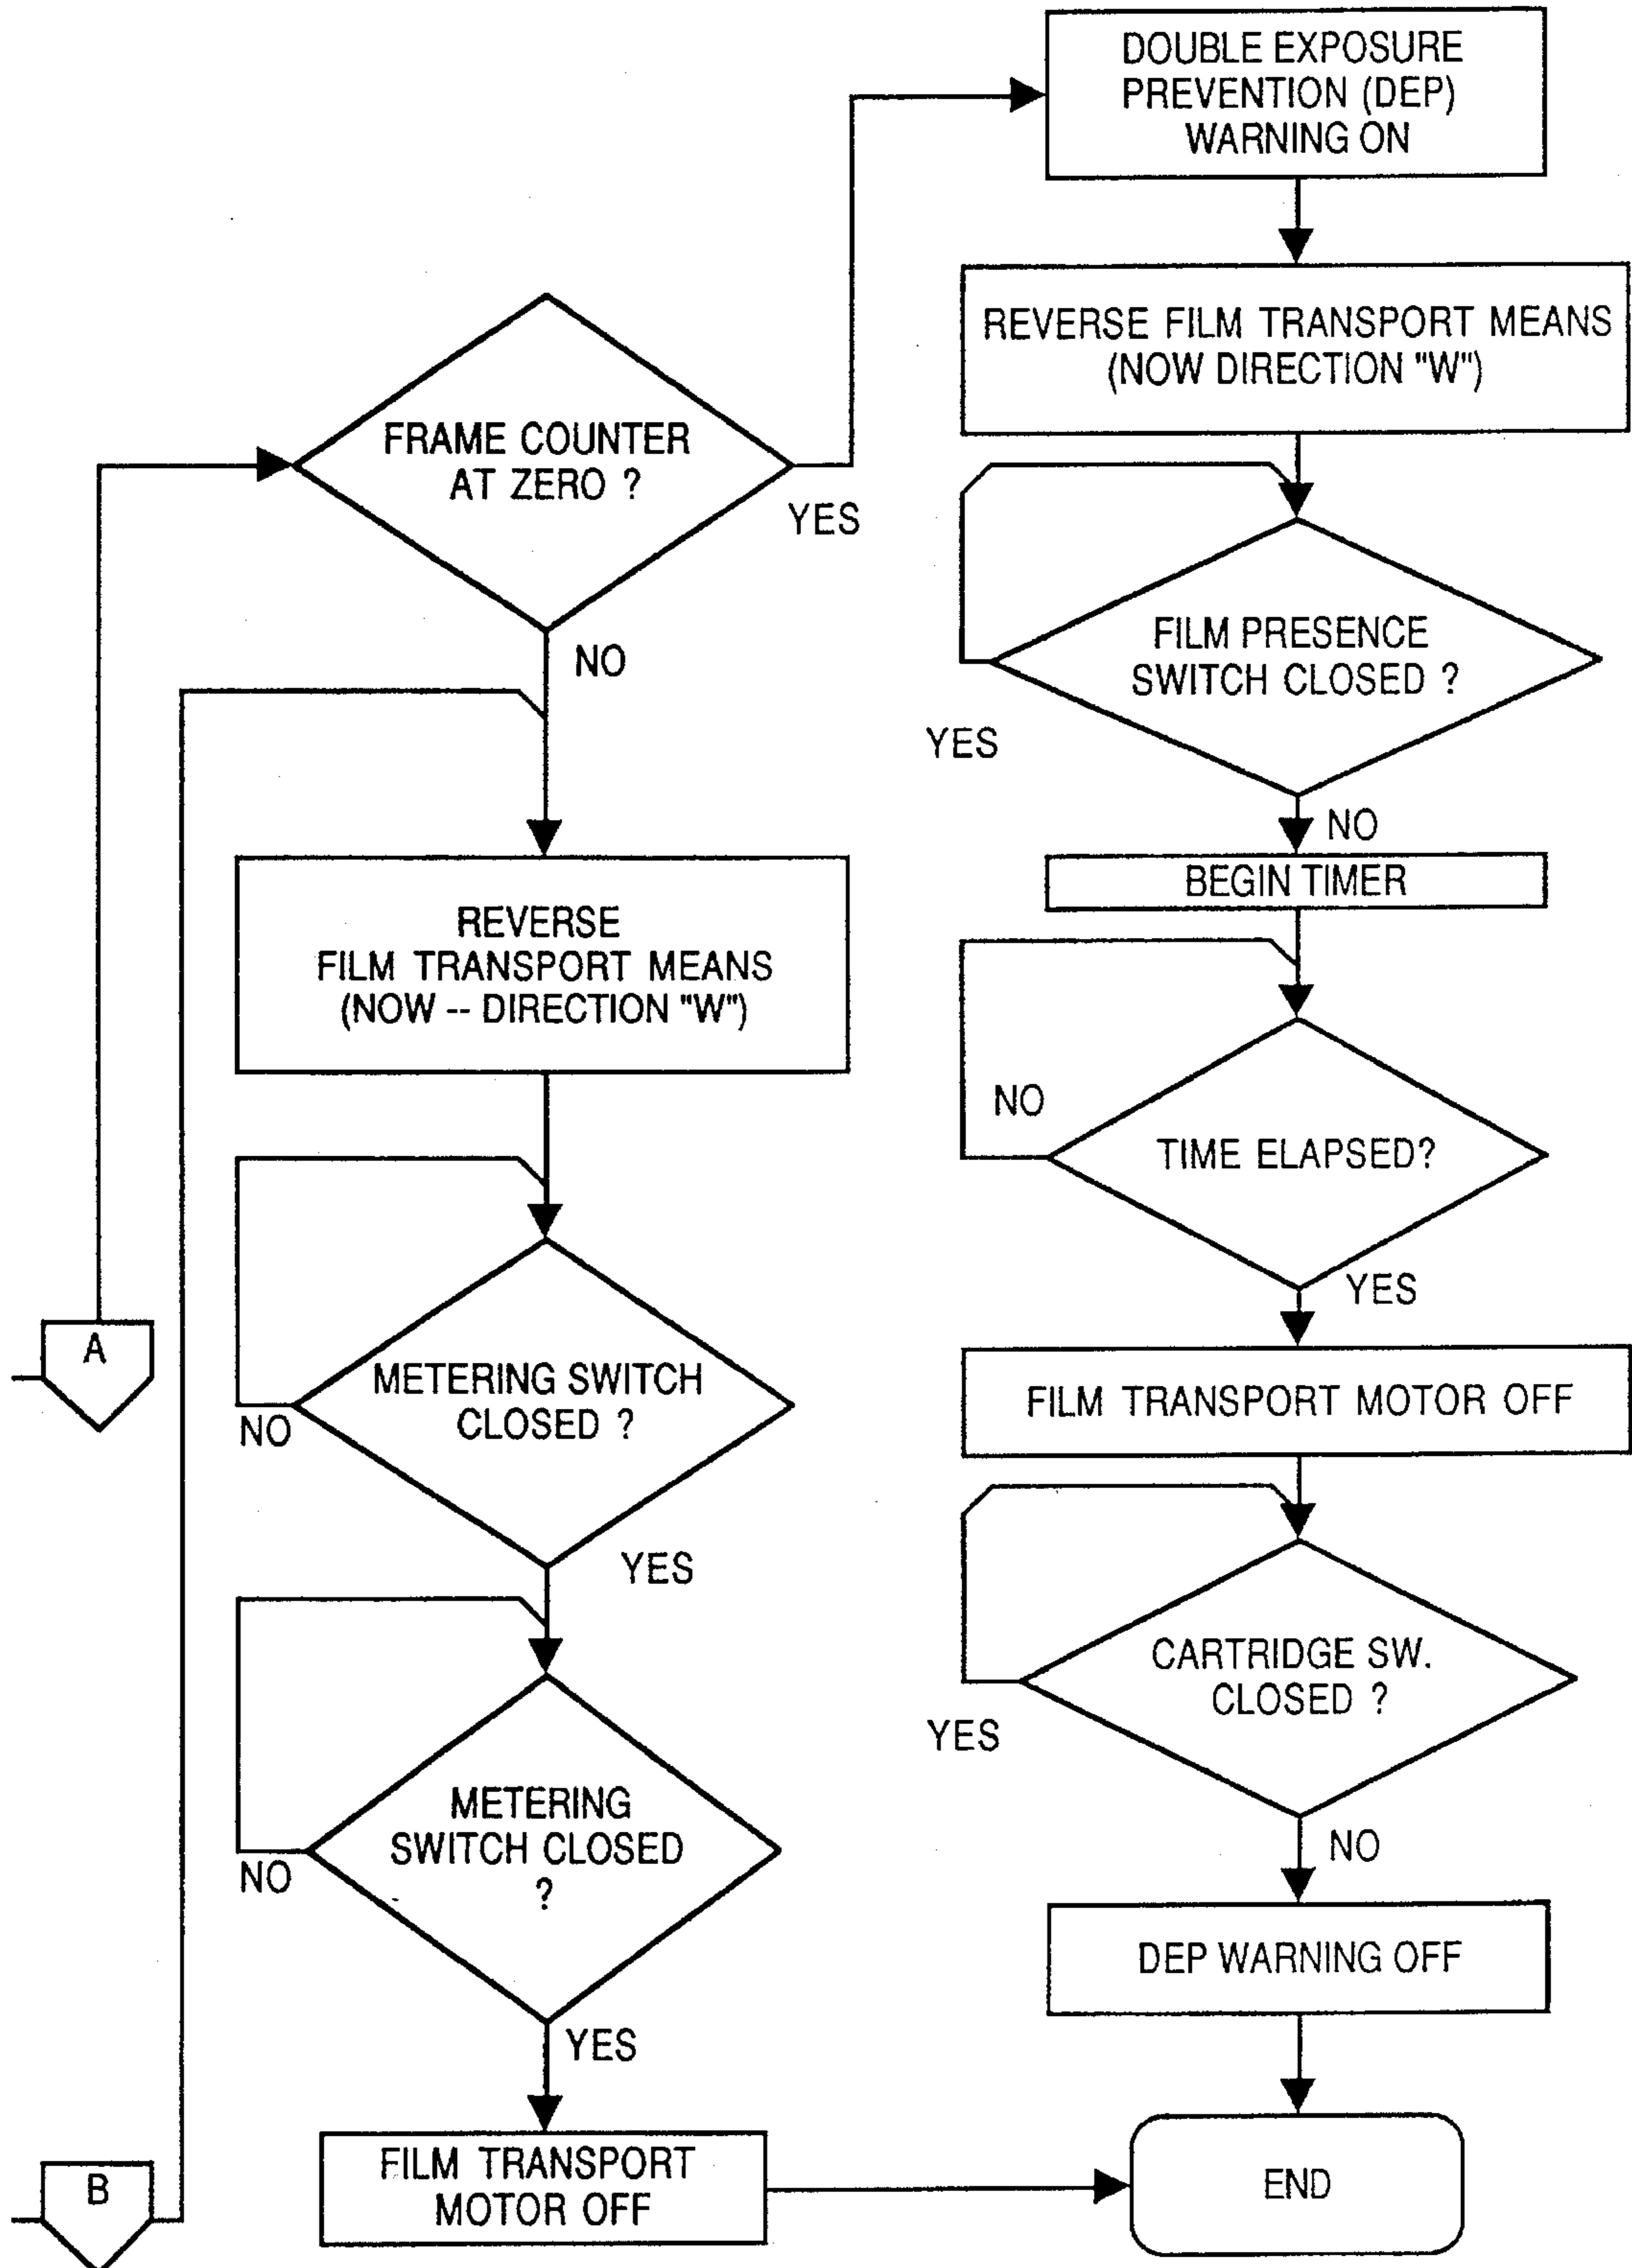 DOUBLE EXPOSURE
PREVENTION (DEP)
WARNING ON
REVERSE FILM TRANSPORT MEANS
(NOW DIRECTION "W")
FRAME COUNTER
AT ZERO ?
YES
NO
FILM PRESENCE
SWITCH CLOSED ?
YES
NO
BEGIN TIMER
REVERSE
FILM TRANSPORT MEANS
(NOW -- DIRECTION "W")
NO
TIME ELAPSED?
YES
A
METERING SWITCH
CLOSED ?
NO
YES
FILM TRANSPORT MOTOR OFF
CARTRIDGE SW.
CLOSED ?
YES
NO
METERING
SWITCH CLOSED
?
NO
YES
DEP WARNING OFF
B
FILM TRANSPORT
MOTOR OFF
END